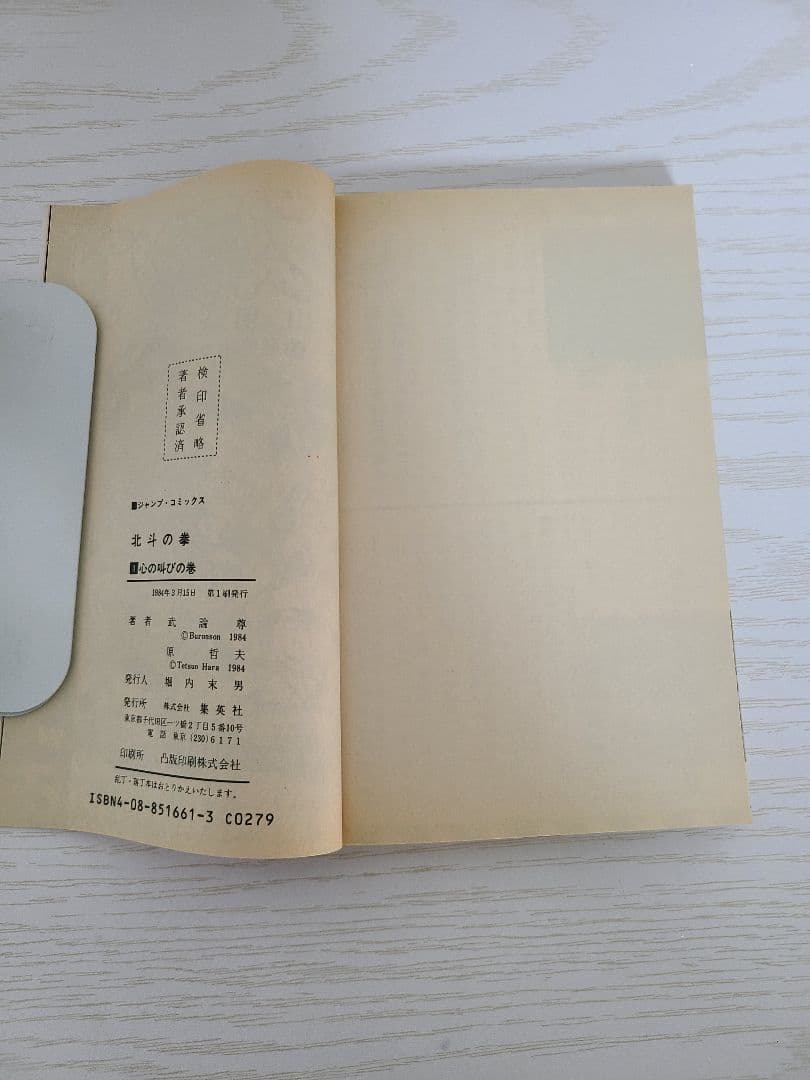 検印省略
著者承認済
■ジャンプ・コミックス
北斗の拳
1心の叫びの巻
1984年3月15日 第1刷発行
著者 武論尊
©Buronson 1984
原哲夫
©Tetsuo Hara 1984
発行人 堀内末男
発行所 株式会社 集英社
東京都千代田区一ツ橋2丁目5番10号
電話 東京(230)6171
印刷所 凸版印刷株式会社
乱丁・落丁本はおとりかえいたします。
ISBN4-08-851661-3 C0279